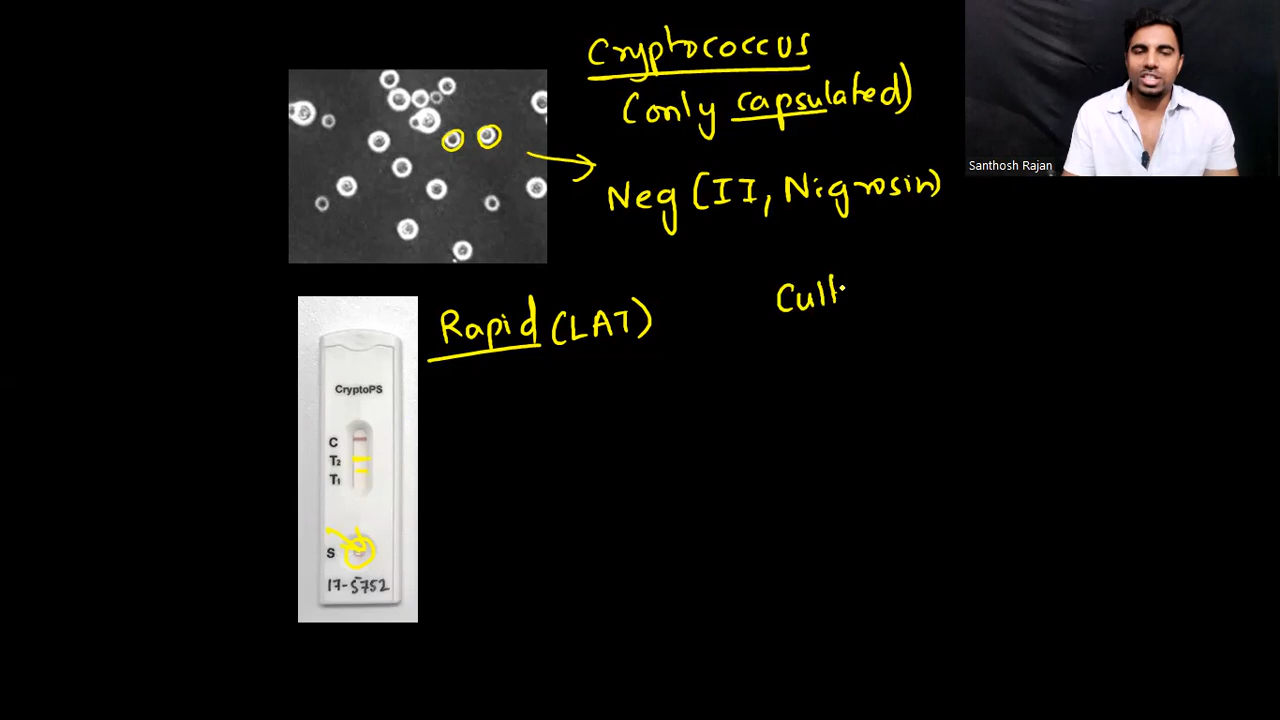 Cryptococcus
(only capsulated)
Santhosh Rajan
Neg (II, Nigrosin)
Cult
Rapid (LAT)
CryptoPS
C
T₂
T₁
S
17-5752